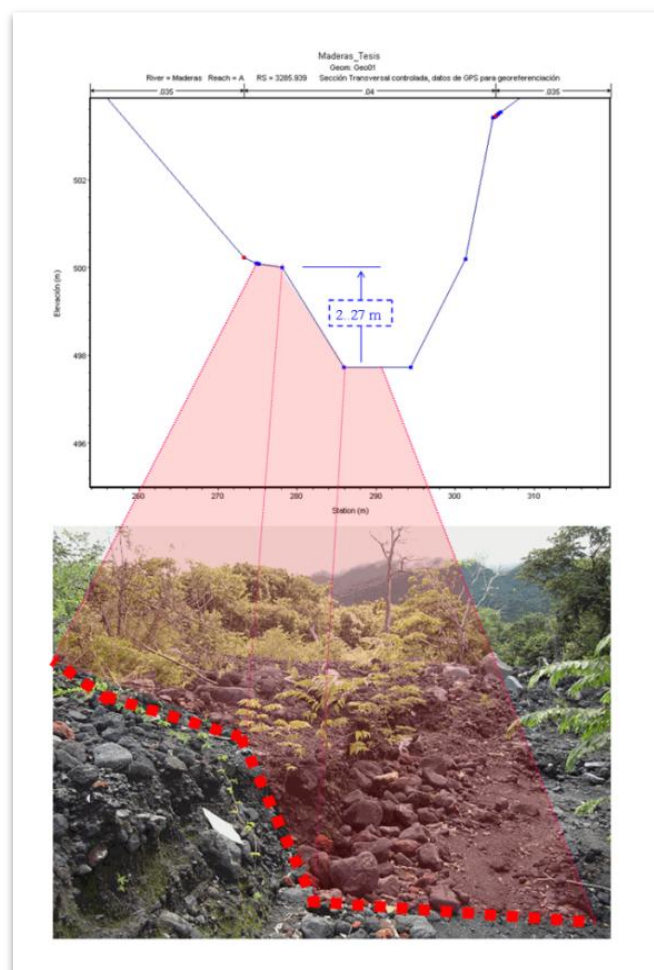 Maderas_Tesis
Geom: Geo01
River = Maderas Reach = A RS = 3285.939 Sección Transversal controlada, datos de GPS para georeferenciación
.035 .04 .035
502
500
498
496
Elevación (m)
2..27 m
260 270 280 290 300 310
Station (m)